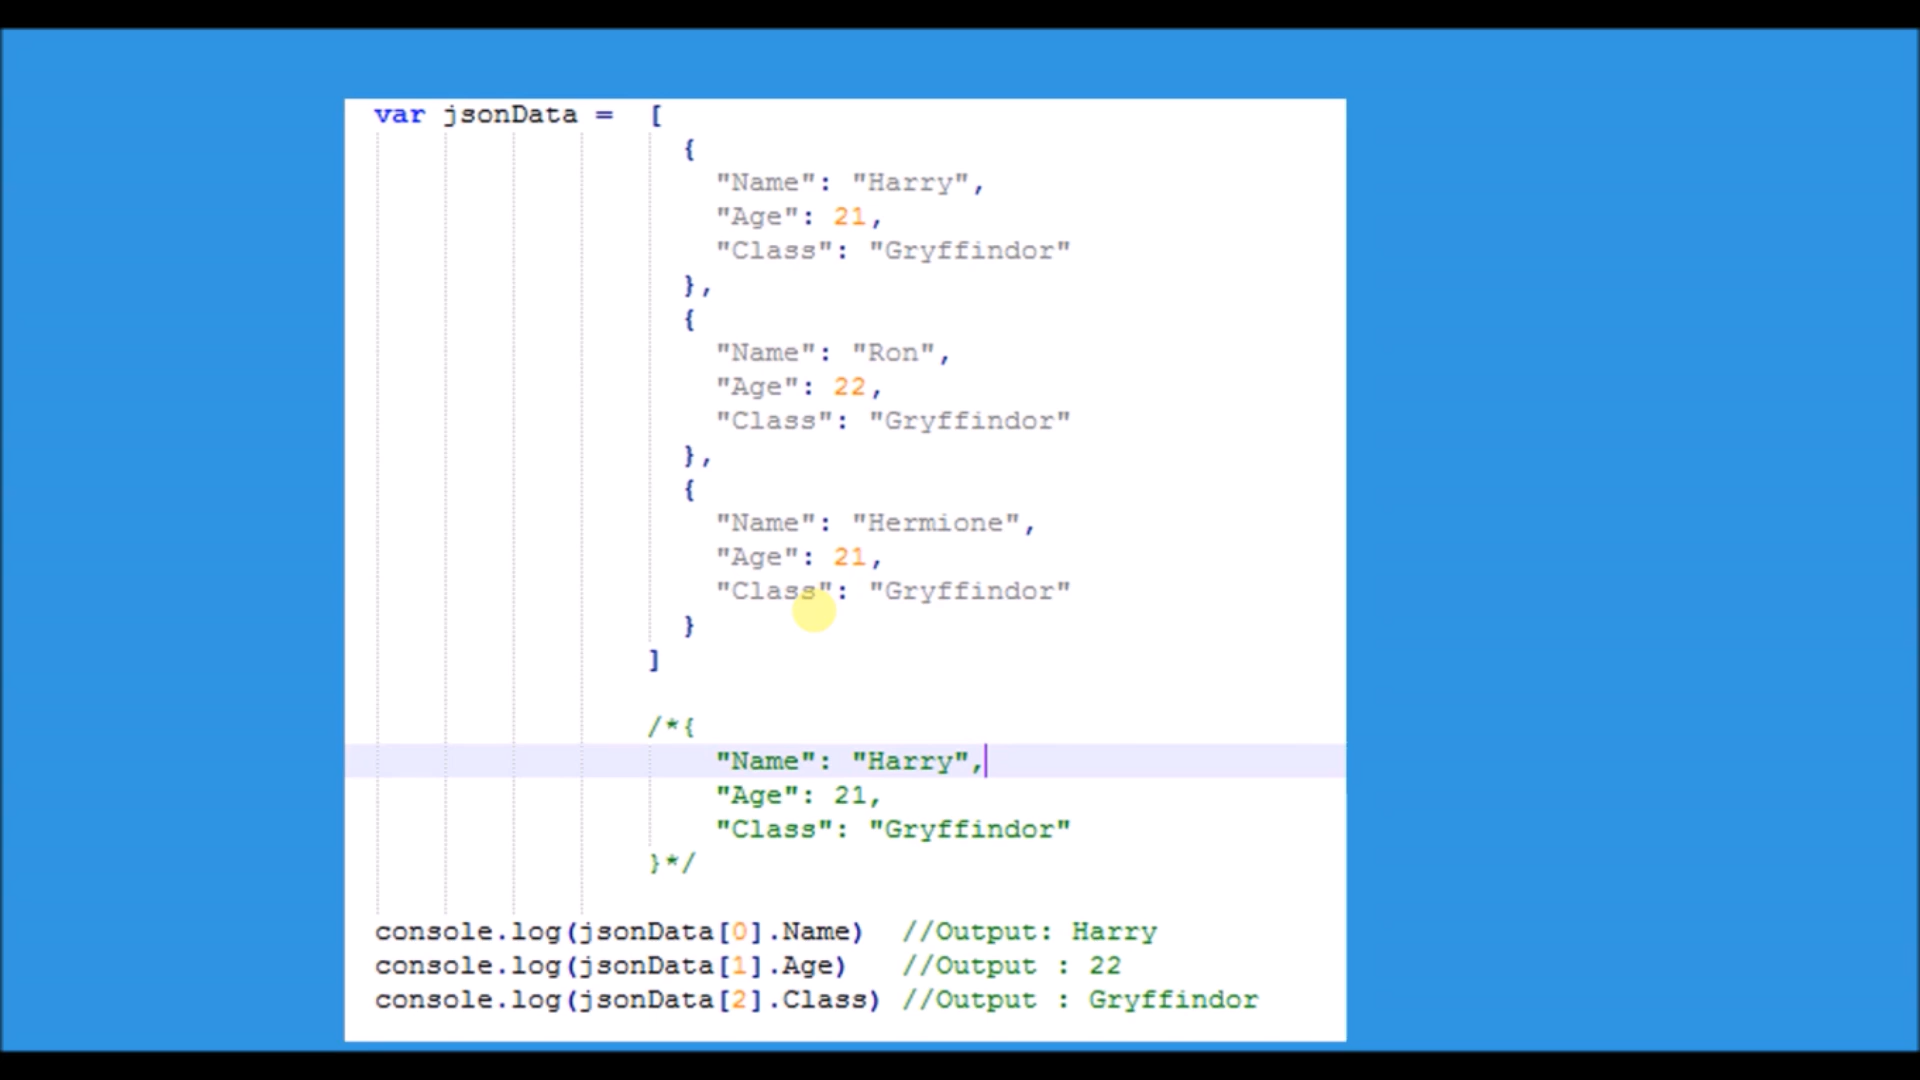 var jsonData = [
{
"Name": "Harry",
"Age": 21,
"Class": "Gryffindor"
},
{
"Name": "Ron",
"Age": 22,
"Class": "Gryffindor"
},
{
"Name": "Hermione",
"Age": 21,
"Class": "Gryffindor"
}
]
/*{
"Name": "Harry",
"Age": 21,
"Class": "Gryffindor"
}*/
console.log(jsonData[0].Name) //Output: Harry
console.log(jsonData[1].Age) //Output : 22
console.log(jsonData[2].Class) //Output : Gryffindor